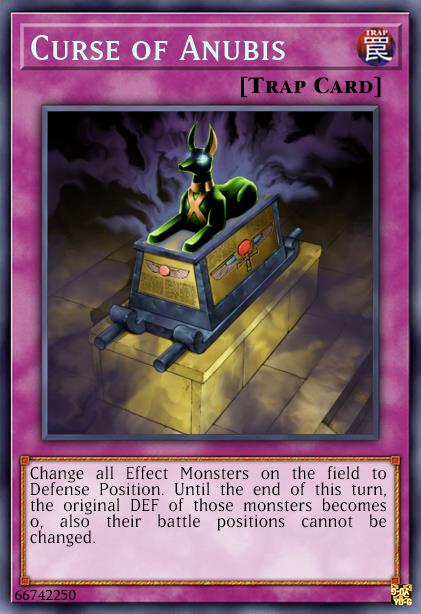 Curse of Anubis
TRAP
罠
[Trap Card]
Change all Effect Monsters on the field to
Defense Position. Until the end of this turn,
the original DEF of those monsters becomes
0, also their battle positions cannot be
changed.
66742250